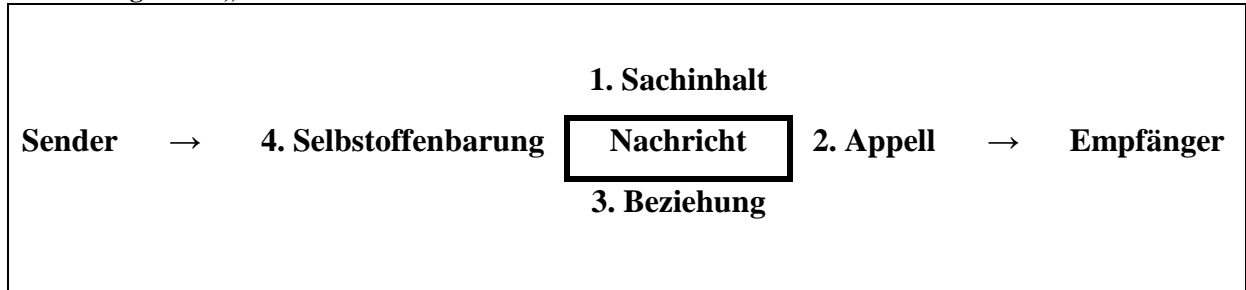 1. Sachinhalt
Sender → 4. Selbstoffenbarung Nachricht 2. Appell → Empfänger
3. Beziehung